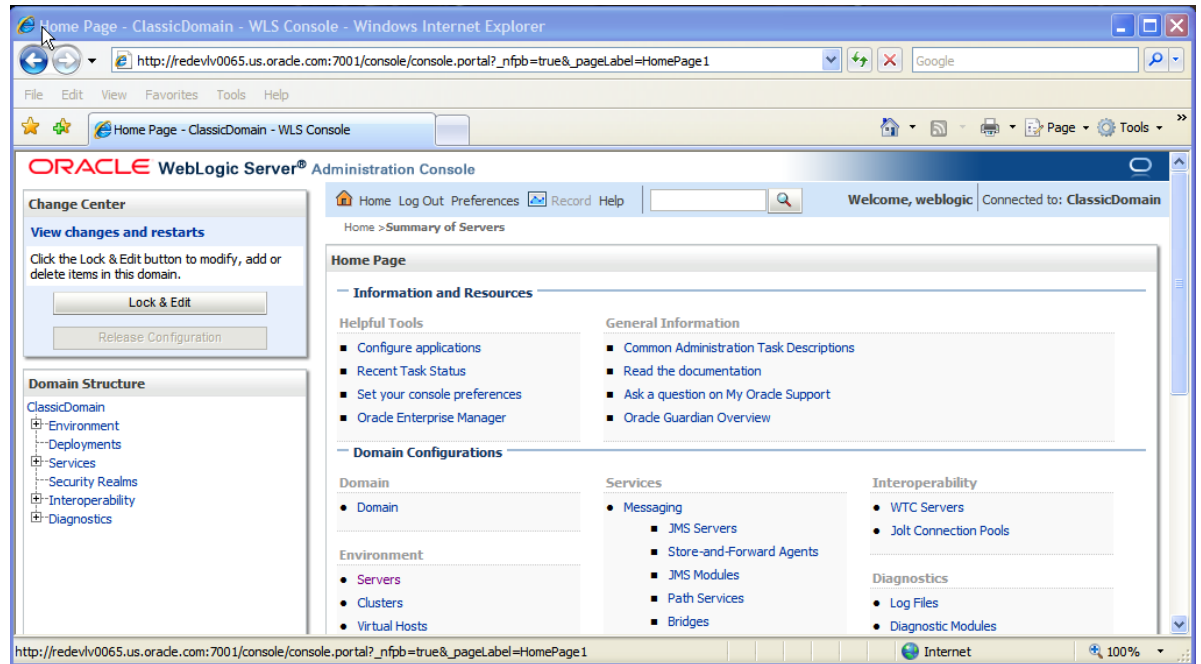 Home Page - ClassicDomain - WLS Console - Windows Internet Explorer
http://redevlv0065.us.oracle.com:7001/console/console.portal?_nfpb=true&_pageLabel=HomePage1
Google
File Edit View Favorites Tools Help
Home Page - ClassicDomain - WLS Console
Page Tools »
ORACLE WebLogic Server® Administration Console
Change Center
View changes and restarts
Click the Lock & Edit button to modify, add or
delete items in this domain.
Lock & Edit
Release Configuration
Domain Structure
ClassicDomain
Environment
Deployments
Services
Security Realms
Interoperability
Diagnostics
Home Log Out Preferences Record Help
Welcome, weblogic Connected to: ClassicDomain
Home >Summary of Servers
Home Page
Information and Resources
Helpful Tools
Configure applications
Recent Task Status
Set your console preferences
Oracle Enterprise Manager
General Information
Common Administration Task Descriptions
Read the documentation
Ask a question on My Oracle Support
Oracle Guardian Overview
Domain Configurations
Domain
Domain
Environment
Servers
Clusters
Virtual Hosts
Services
Messaging
JMS Servers
Store-and-Forward Agents
JMS Modules
Path Services
Bridges
Interoperability
WTC Servers
Jolt Connection Pools
Diagnostics
Log Files
Diagnostic Modules
http://redevlv0065.us.oracle.com:7001/console/console.portal?_nfpb=true&_pageLabel=HomePage1
Internet
100%